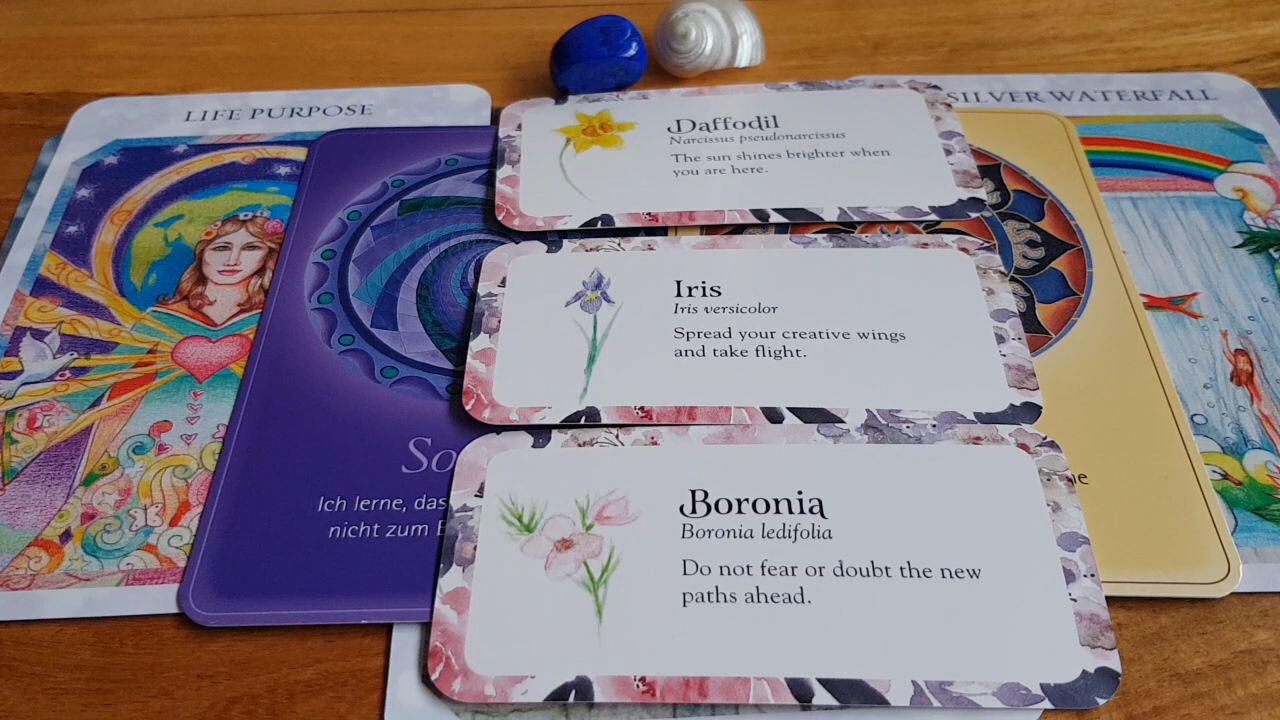 LIFE PURPOSE
SILVER WATERFALL
Daffodil
Narcissus pseudonarcissus
The sun shines brighter when
you are here.
Iris
Iris versicolor
Spread your creative wings
and take flight.
Boronia
Boronia ledifolia
Do not fear or doubt the new
paths ahead.
Ich lerne, das
nicht zum